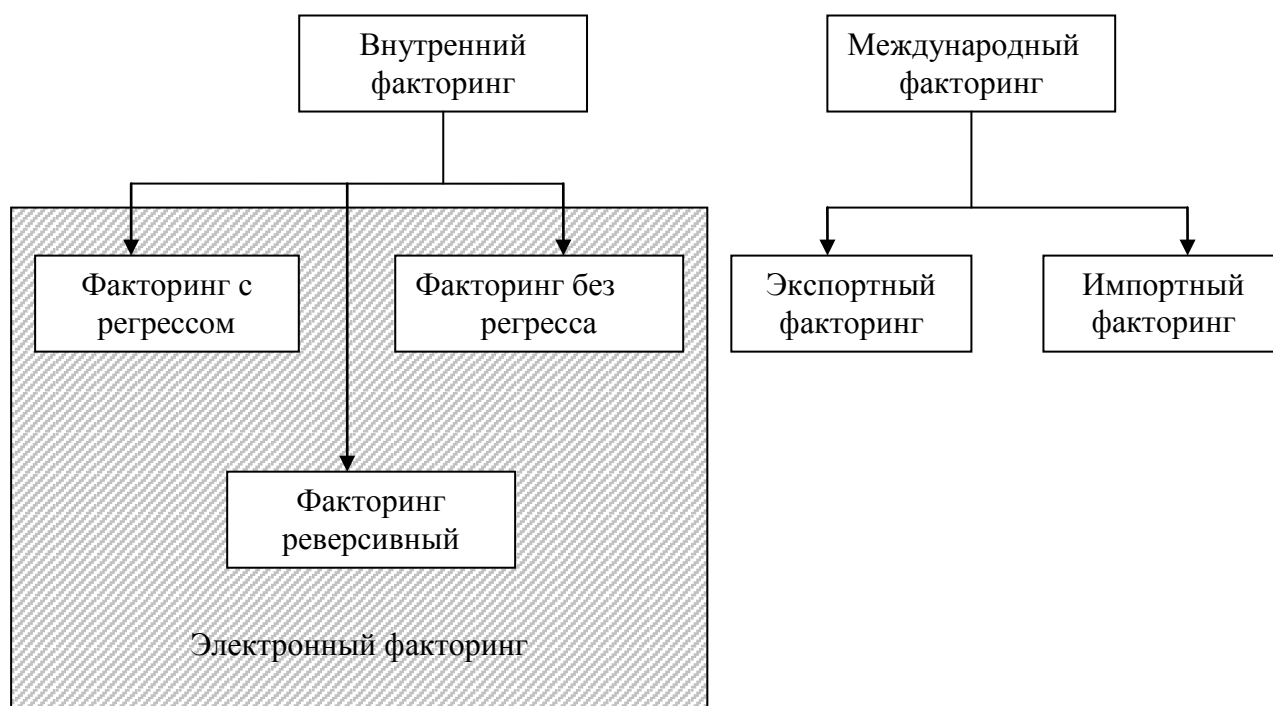 Внутренний
факторинг
Международный
факторинг
Факторинг с
регрессом
Факторинг без
регресса
Экспортный
факторинг
Импортный
факторинг
Факторинг
реверсивный
Электронный факторинг